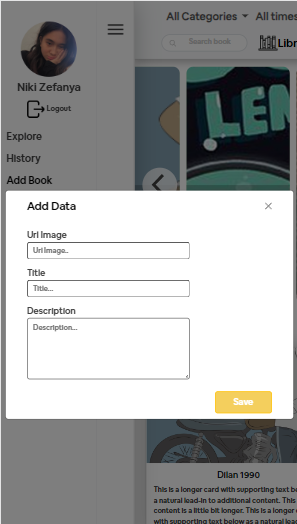 All Categories
All times
Search book
Niki Zefanya
Logout
Explore
History
Add Book
LEN
Add Data
×
Url Image
Url Image..
Title
Title...
Description
Description...
Save
Dilan 1990
This is a longer card with supporting text be
a natural lead-in to additional content. This
content is a little bit longer. This is a longer
with supporting text below as a natural lea